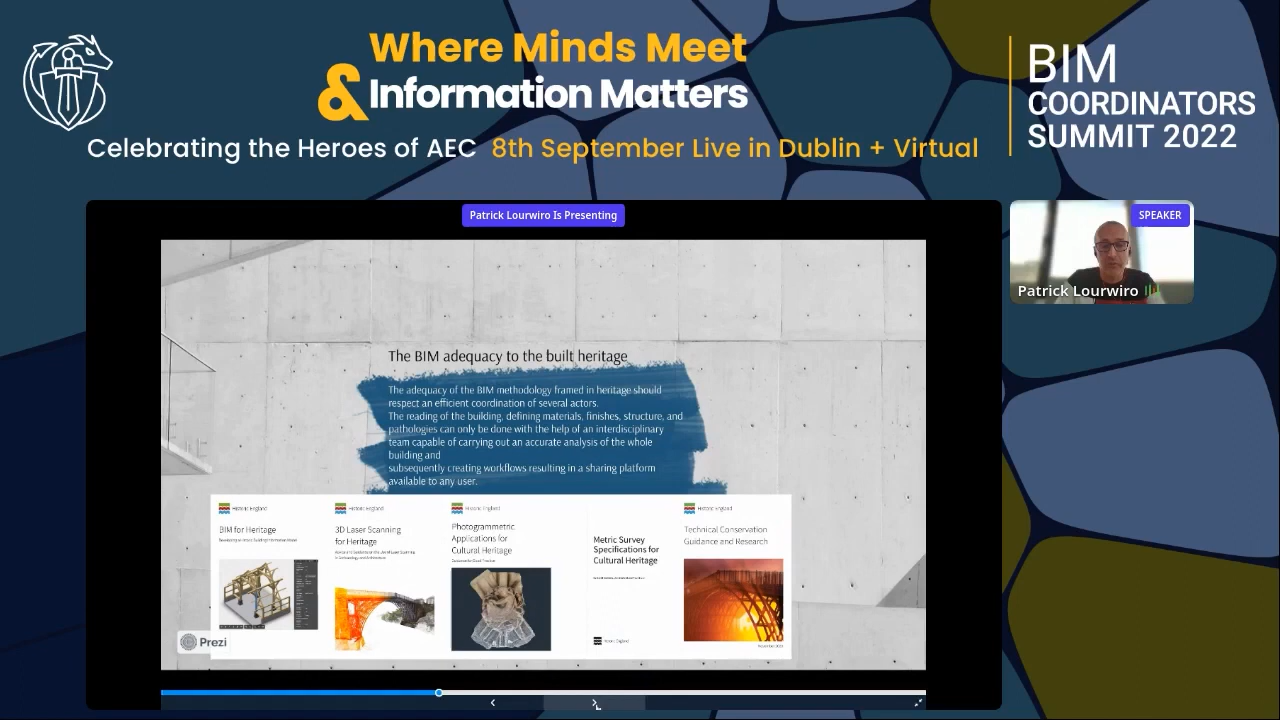 Where Minds Meet
& Information Matters
Celebrating the Heroes of AEC 8th September Live in Dublin + Virtual
BIM
COORDINATORS
SUMMIT 2022
Patrick Lourwiro Is Presenting
SPEAKER
Patrick Lourwiro
The BIM adequacy to the built heritage
The adequacy of the BIM methodology framed in heritage should
respect an efficient coordination of several actors.
The reading of the building, defining materials, finishes, structure, and
pathologies can only be done with the help of an interdisciplinary
team capable of carrying out an accurate analysis of the whole
building and
subsequently creating workflows resulting in a sharing platform
available to any user.
Historic England
BIM for Heritage
Historic England
3D Laser Scanning
for Heritage
Historic England
Photogrammetric
Applications for
Cultural Heritage
Metric Survey
Specifications for
Cultural Heritage
Historic England
Historic England
Technical Conservation
Guidance and Research
Prezi